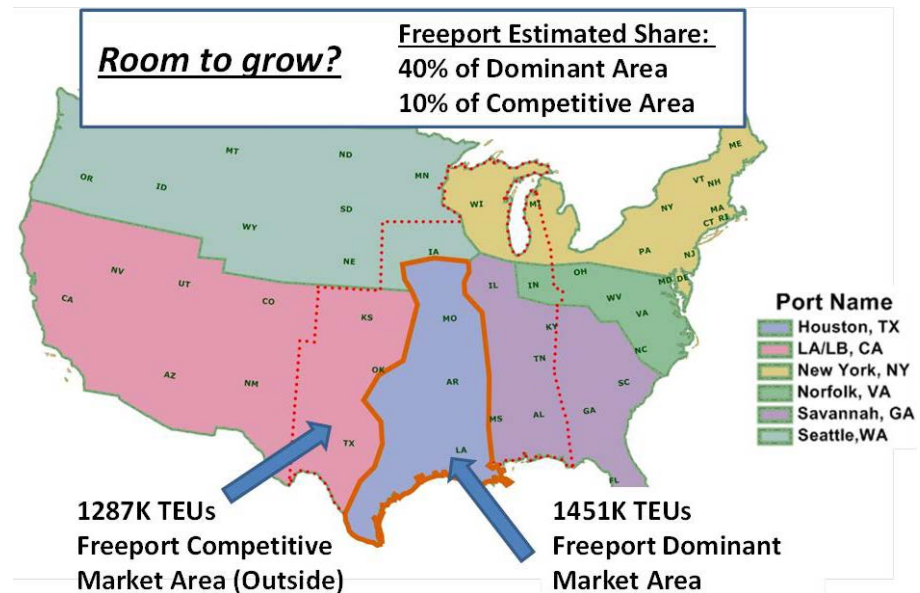 Room to grow?
Freeport Estimated Share:
40% of Dominant Area
10% of Competitive Area
ME
MT
ND
VT
NH
OR
ID
MN
WI
MI
NY
MA
CT RI
SD
WY
PA
IA
NJ
NE
OH
MD DE
NV
UT
IL
IN
WV
CA
CO
VA
KS
MO
KY
NC
TN
OK
AZ
NM
AR
SC
MS
AL
GA
TX
LA
FL
Port Name
Houston, TX
LA/LB, CA
New York, NY
Norfolk, VA
Savannah, GA
Seattle,WA
1287K TEUs
Freeport Competitive
Market Area (Outside)
1451K TEUs
Freeport Dominant
Market Area